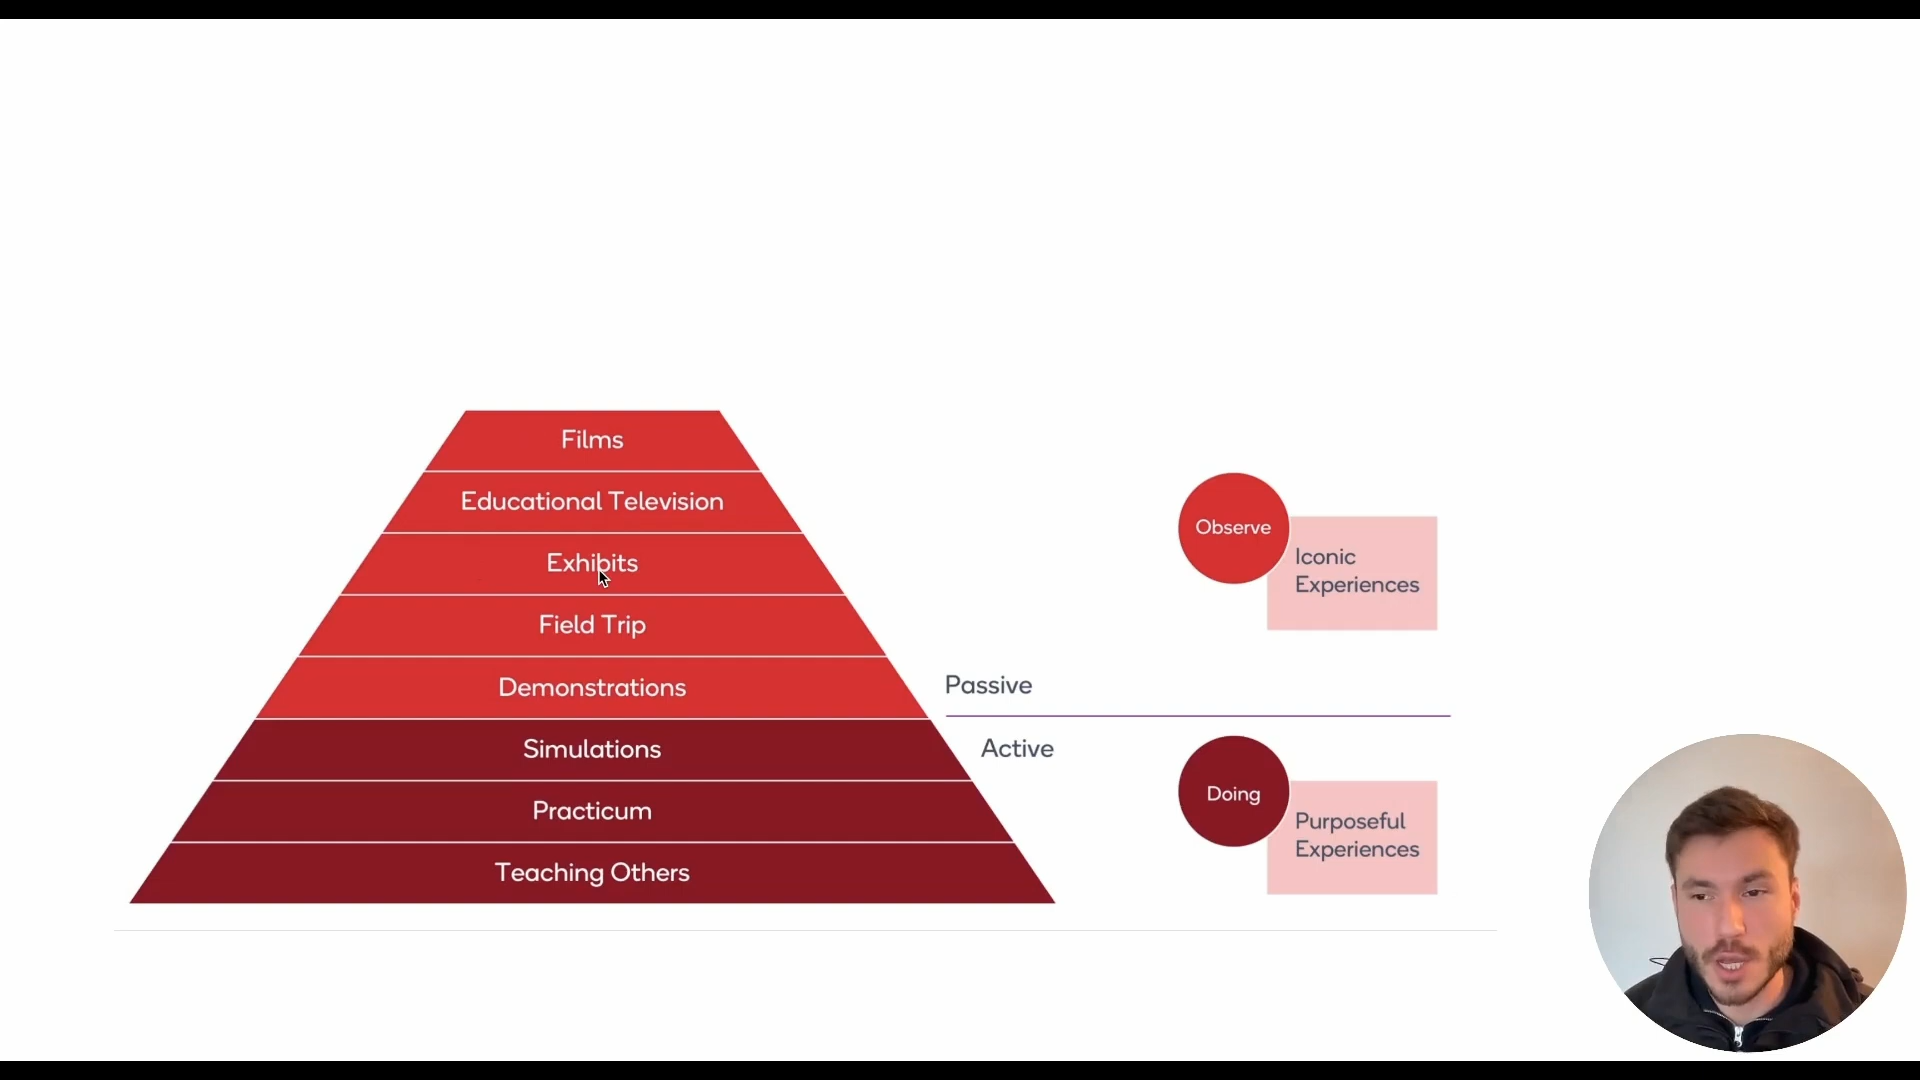 Films
Educational Television
Exhibits
Field Trip
Demonstrations
Simulations
Practicum
Teaching Others
Passive
Active
Observe
Iconic
Experiences
Doing
Purposeful
Experiences